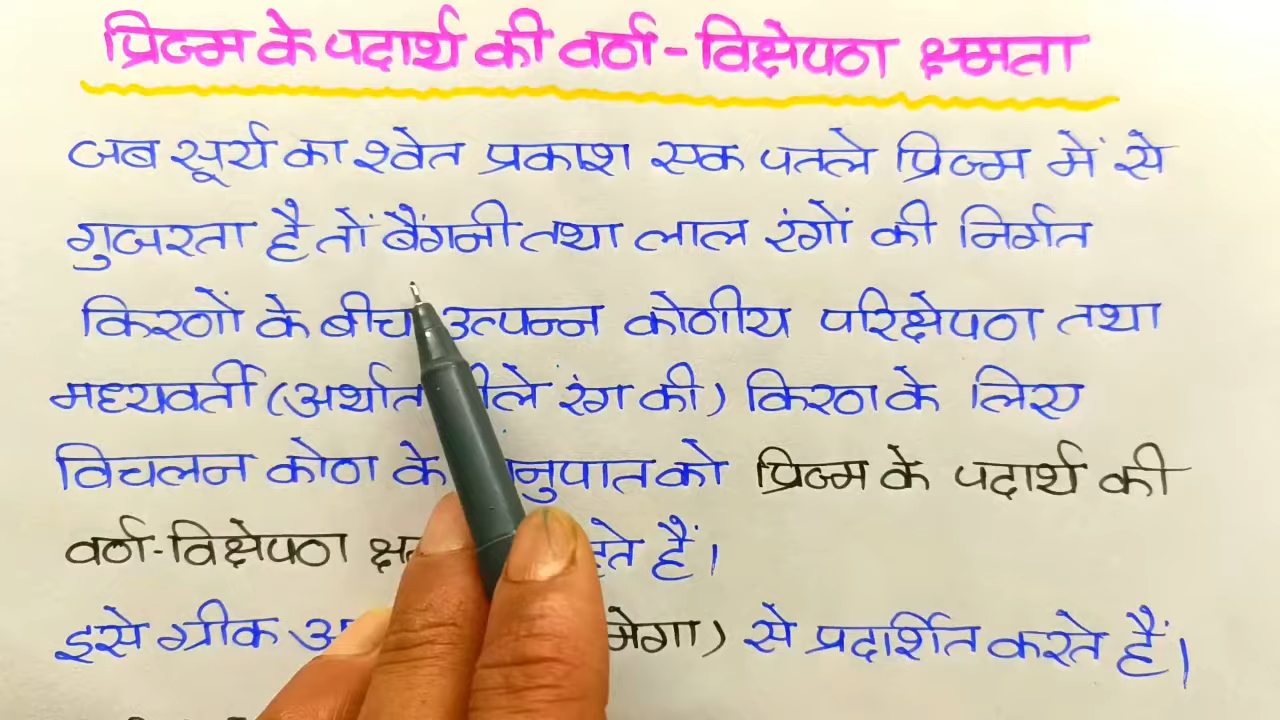 प्रिज्म के पदार्थ की वर्ण-विक्षेपण क्षमता
जब सूर्य का श्वेत प्रकाश एक पतले प्रिज्म में से
गुजरता है तों बैंगनी तथा लाल रंगों की निर्गत
किरणों के बीच उत्पन्न कोणीय परिक्षेपण तथा
मध्यवर्ती (अर्थात रंग की) किरण के लिए
विचलन कोण के को प्रिज्म के पदार्थ की
वर्ण-विक्षेपण हैं।
इसे ग्रीक से प्रदर्शित करते हैं।